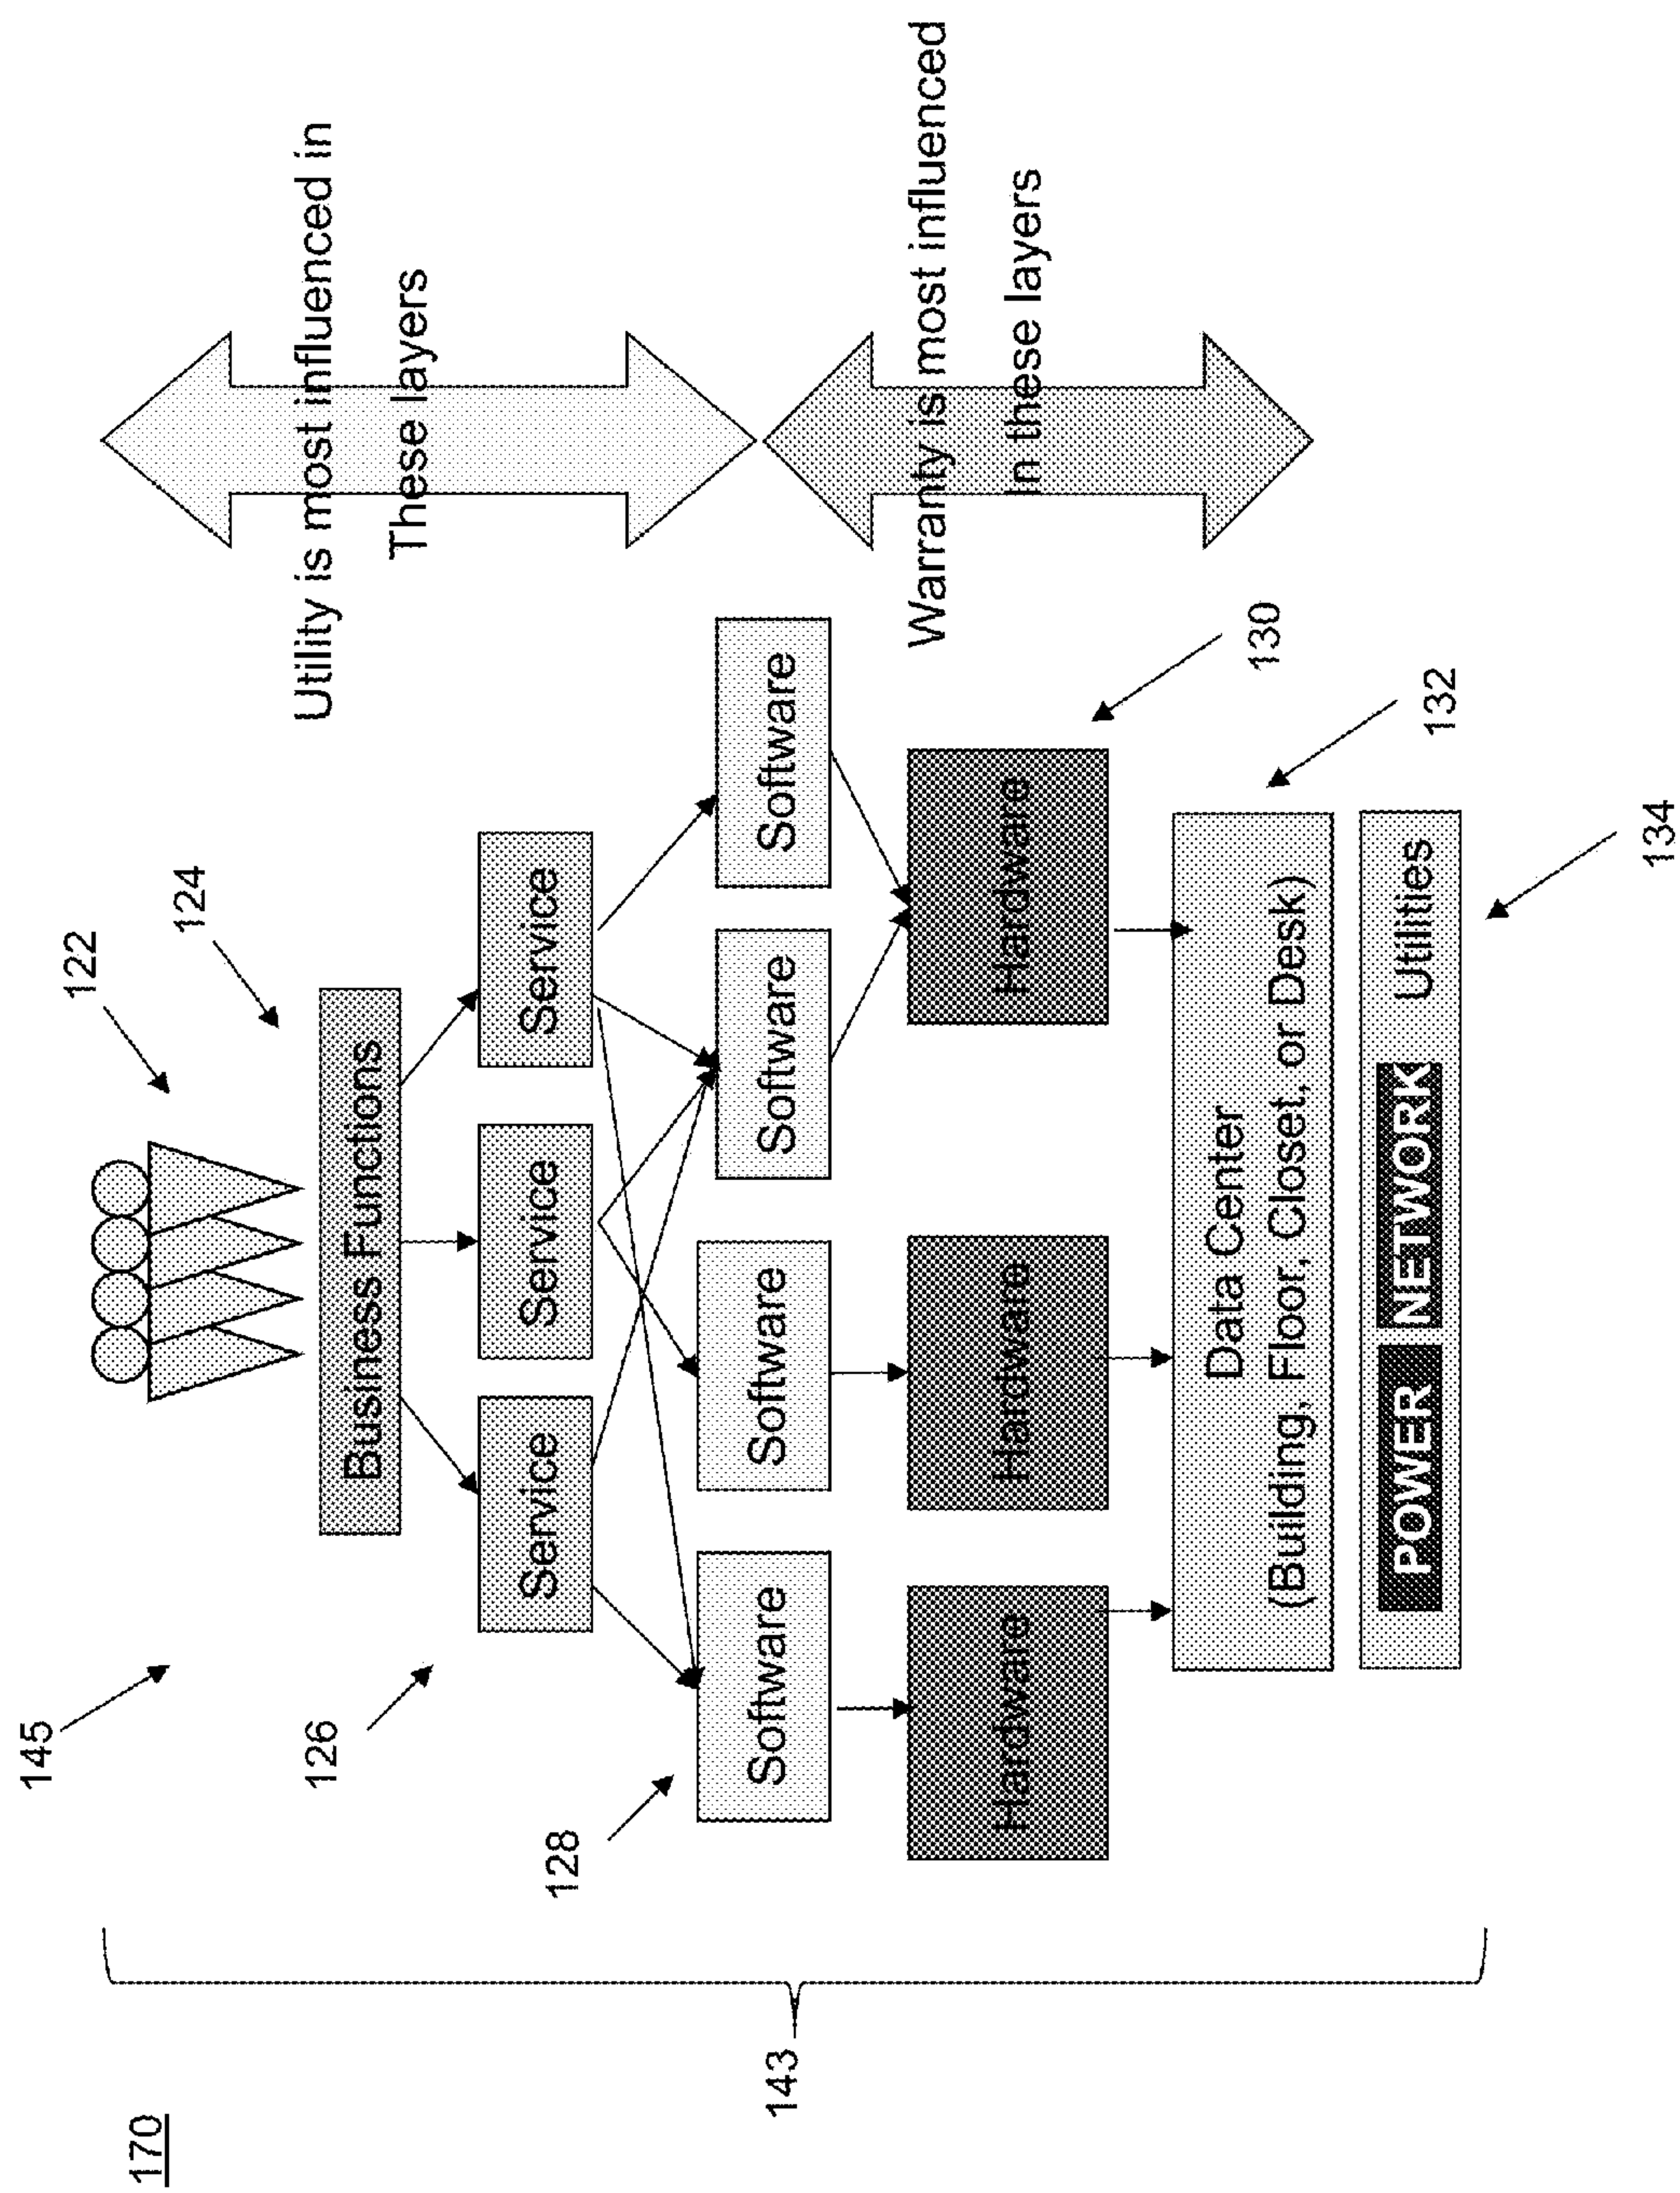 145
122
170
124
Utility is most influenced in
These layers
126
Business Functions
Service
Service
Service
128
Software
Software
Software
Software
143
Warranty is most influenced
In these layers
Hardware
Hardware
Hardware
130
Data Center
(Building, Floor, Closet, or Desk)
132
POWER NETWORK Utilities
134